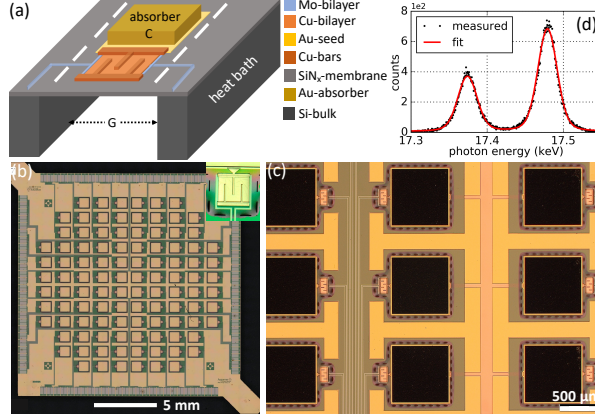 (a)
absorber
C
G
heat bath
Mo-bilayer
Cu-bilayer
Au-seed
Cu-bars
SiNx-membrane
Au-absorber
Si-bulk
(d)
6e2
8
6
4
2
0
counts
measured
fit
17.3
17.4
17.5
photon energy (keV)
b)
5 mm
(c)
500 μm